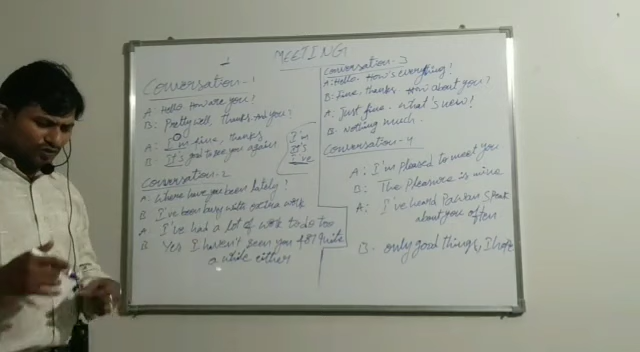 MEETING
Conversation-1
A: Hello How are you?
B: Pretty well, thanks And you?
A: I'm fine, thanks
B: It's good to see you again
I'm
It's
I've
Conversation-2
A: Where have you been lately?
B I've been busy with extra work
A: I've had a lot of work to do too
B Yes I haven't seen you quite
a while either
Conversation-3
A: Hello. How's everything?
B: Fine, thanks How about you?
A: Just fine. What's new?
B: Nothing much.
Conversation-4
A: I'm pleased to meet you
B: The pleasure is mine
A: I've heard Pawan Speak
about you often
B. only good things, I hope